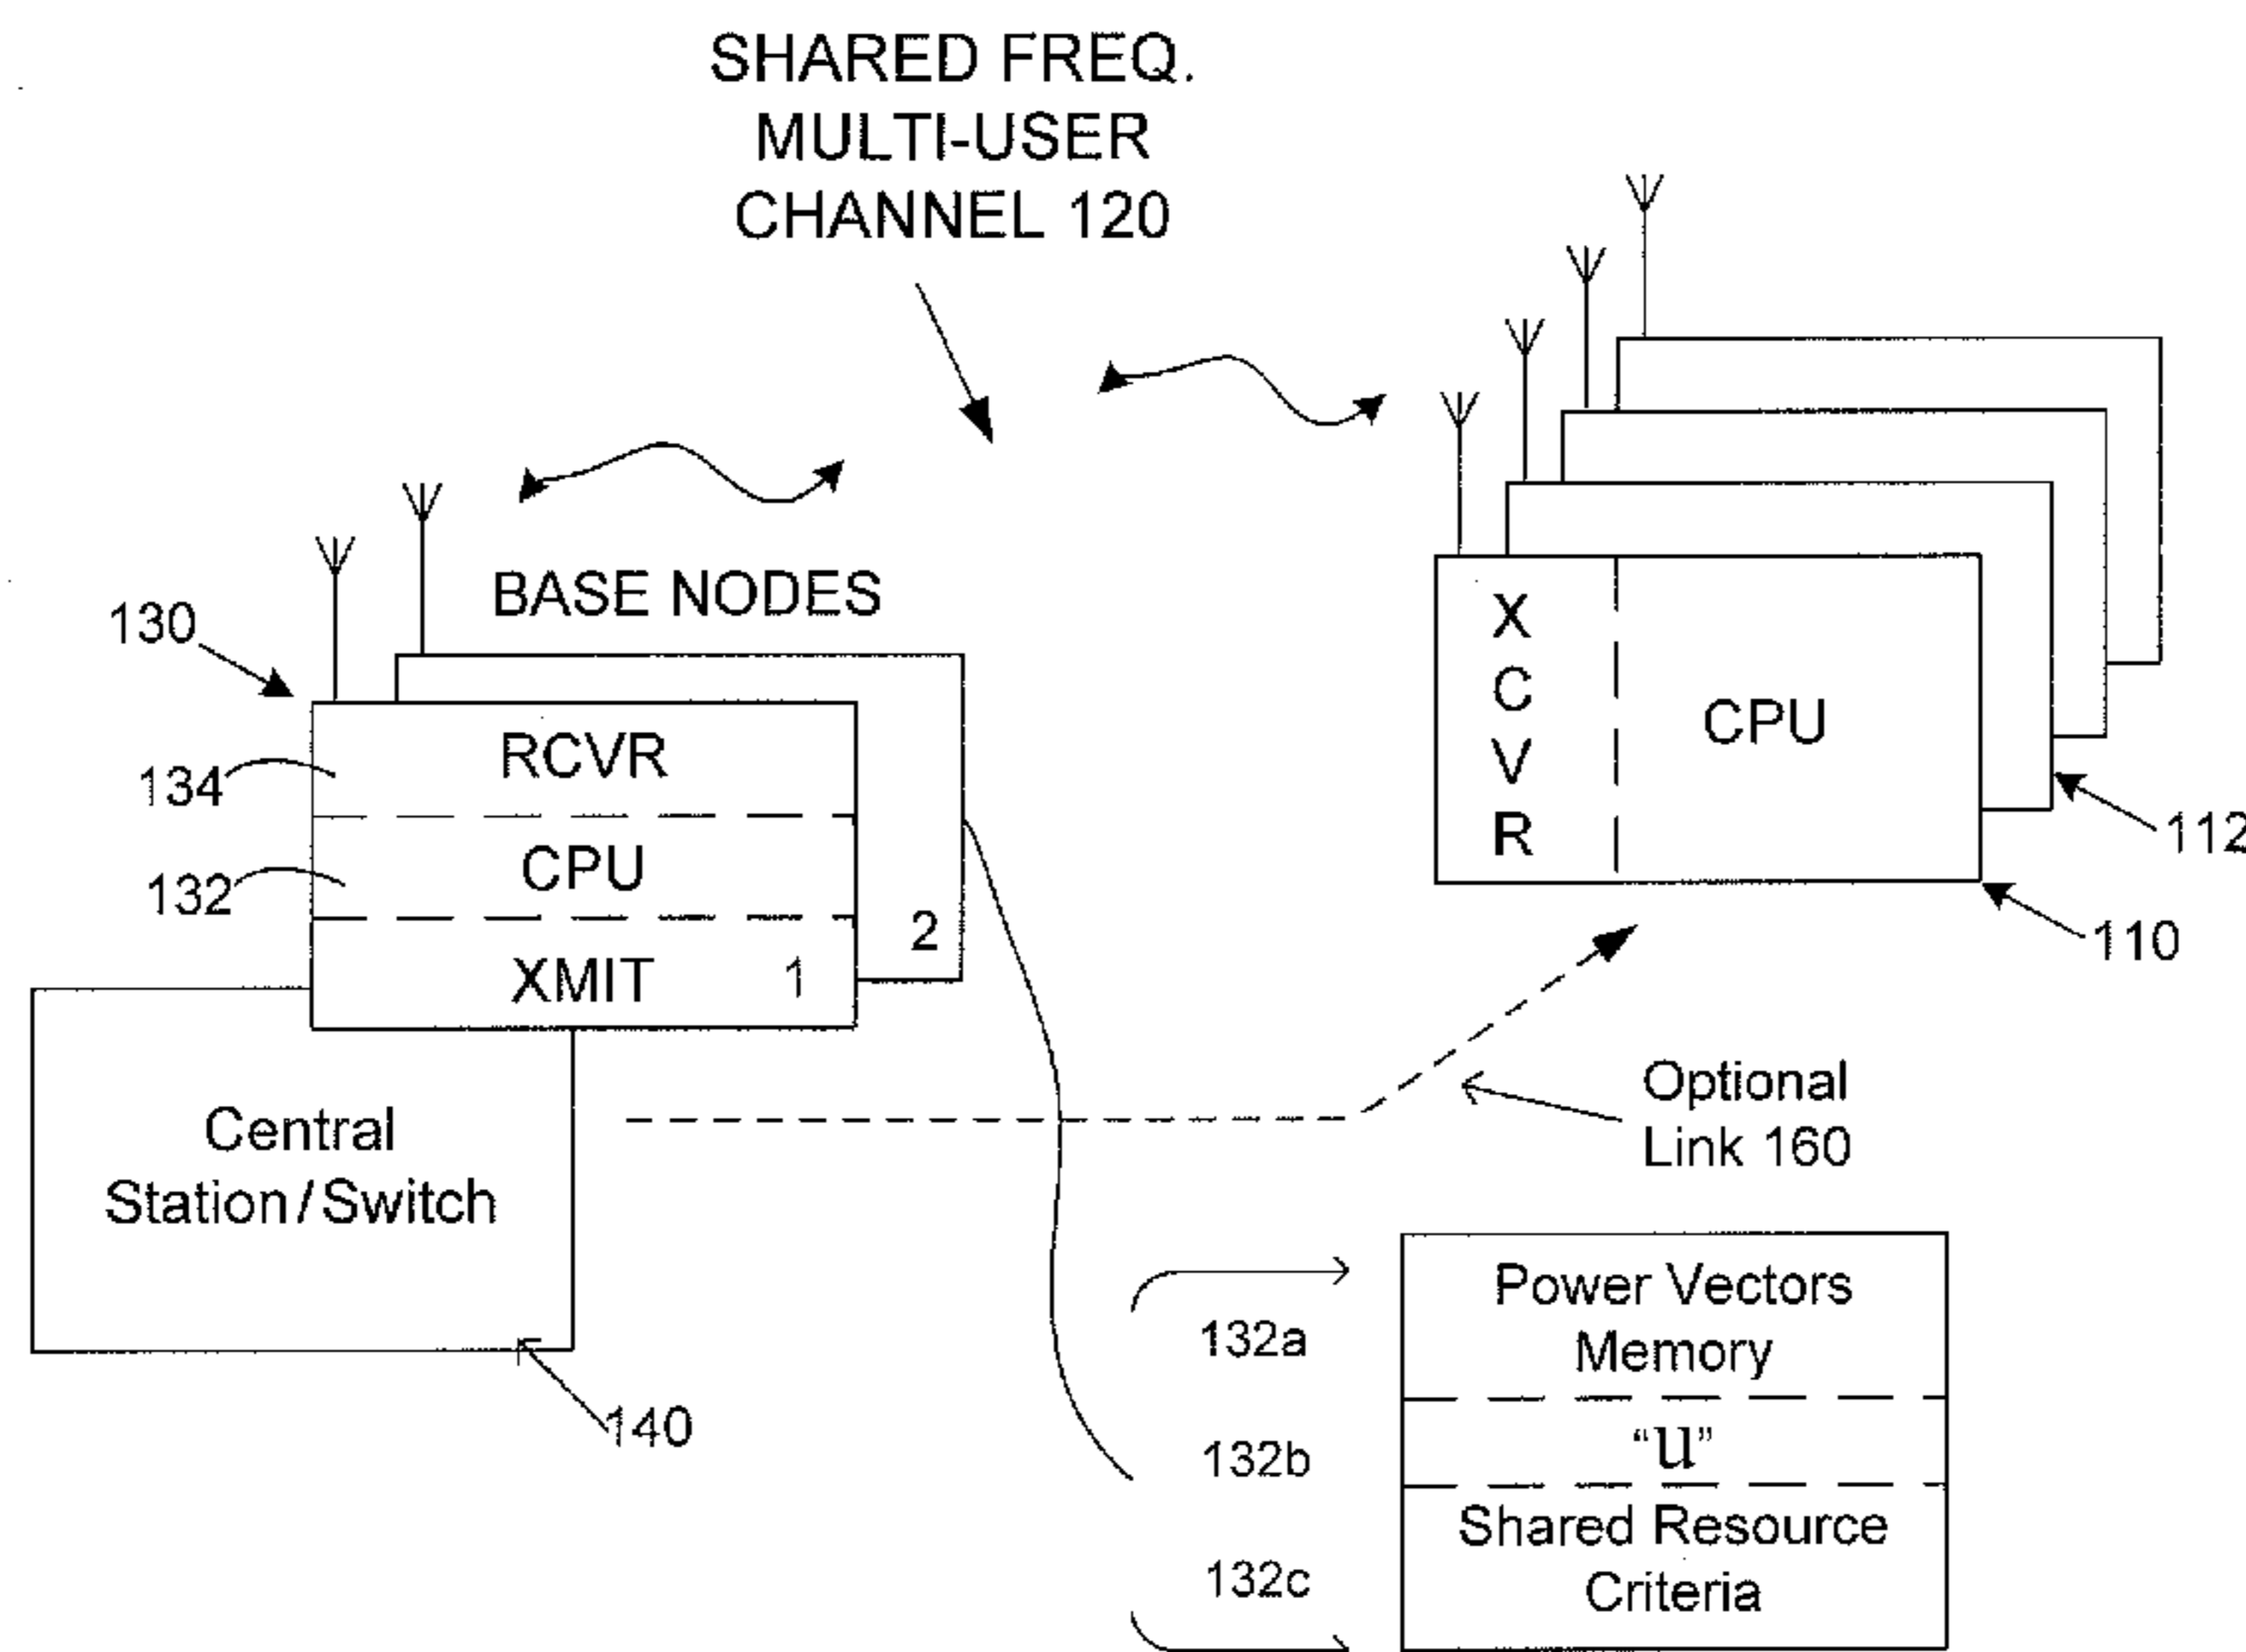 SHARED FREQ.
MULTI-USER
CHANNEL 120
BASE NODES
130
RCVR
134
CPU
132
XMIT 1
2
X
C
V
R
CPU
112
110
Central
Station/Switch
140
Optional
Link 160
132a
132b
132c
Power Vectors
Memory
"u"
Shared Resource
Criteria